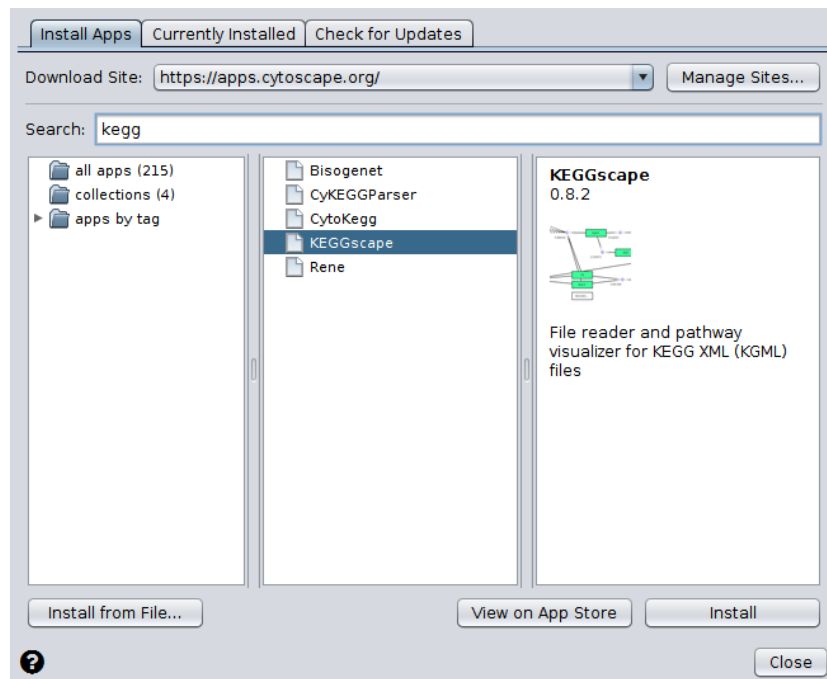 Install Apps Currently Installed Check for Updates
Download Site: https://apps.cytoscape.org/ Manage Sites...
Search: kegg
all apps (215)
collections (4)
apps by tag
Bisogenet
CyKEGGParser
CytoKegg
KEGGscape
Rene
KEGGscape
0.8.2
File reader and pathway
visualizer for KEGG XML (KGML)
files
Install from File... View on App Store Install
? Close